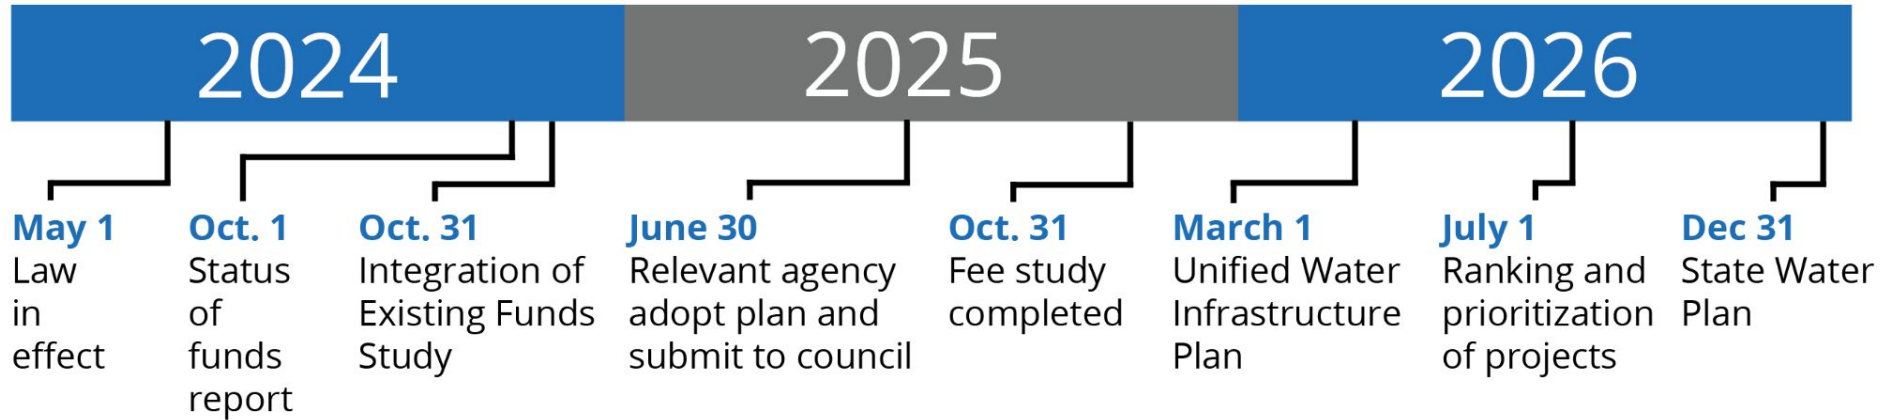 2024
2025
2026
May 1
Law
in
effect
Oct. 1
Status
of
funds
report
Oct. 31
Integration of
Existing Funds
Study
June 30
Relevant agency
adopt plan and
submit to council
Oct. 31
Fee study
completed
March 1
Unified Water
Infrastructure
Plan
July 1
Ranking and
prioritization
of projects
Dec 31
State Water
Plan